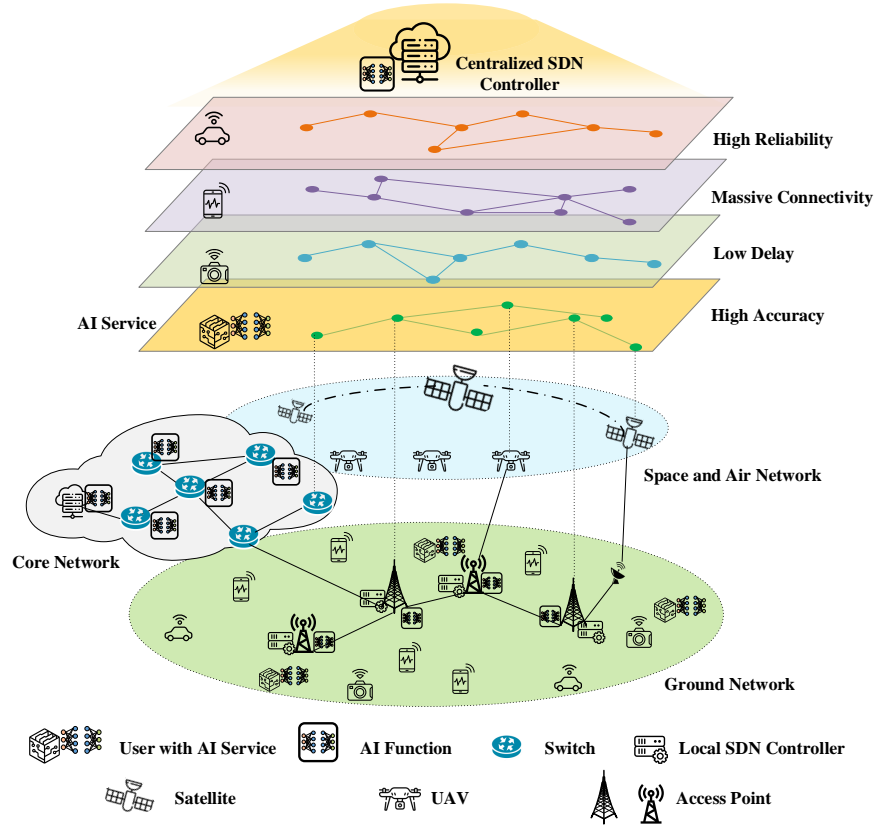 Centralized SDN
Controller
High Reliability
Massive Connectivity
Low Delay
AI Service
High Accuracy
Space and Air Network
Core Network
Ground Network
User with AI Service
AI Function
Switch
Local SDN Controller
Satellite
UAV
Access Point